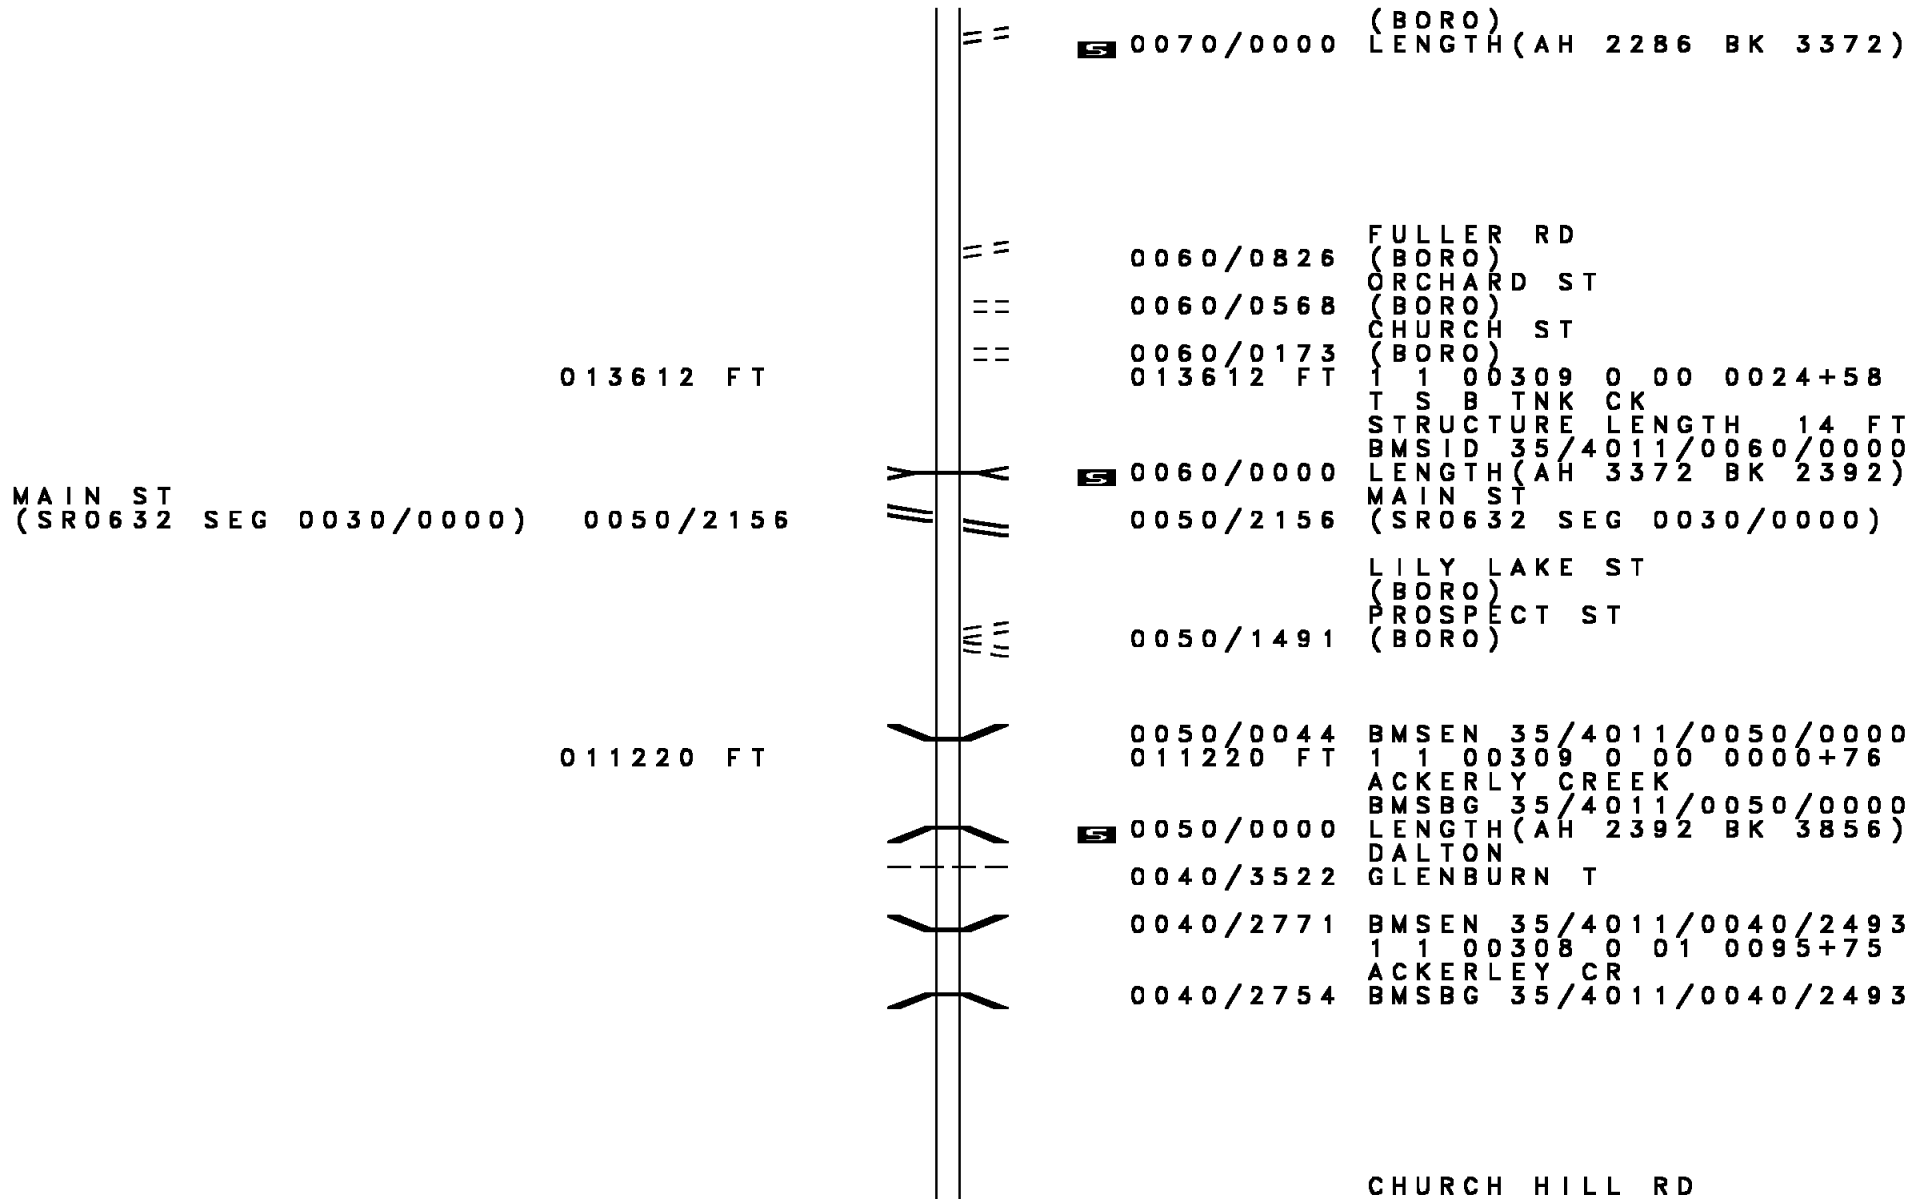 (BORO)
S 0070/0000 LENGTH(AH 2286 BK 3372)
FULLER RD
0060/0826 (BORO)
ORCHARD ST
0060/0568 (BORO)
CHURCH ST
0060/0173 (BORO)
013612 FT 013612 FT 1 1 00309 0 00 0024+58
T S B TNK CK
STRUCTURE LENGTH 14 FT
BMSID 35/4011/0060/0000
S 0060/0000 LENGTH(AH 3372 BK 2392)
MAIN ST MAIN ST
(SR0632 SEG 0030/0000) 0050/2156 0050/2156 (SR0632 SEG 0030/0000)
LILY LAKE ST
(BORO)
PROSPECT ST
0050/1491 (BORO)
0050/0044 BMSEN 35/4011/0050/0000
011220 FT 011220 FT 1 1 00309 0 00 0000+76
ACKERLY CREEK
BMSBG 35/4011/0050/0000
S 0050/0000 LENGTH(AH 2392 BK 3856)
DALTON
0040/3522 GLENBURN T
0040/2771 BMSEN 35/4011/0040/2493
1 1 00308 0 01 0095+75
ACKERLEY CR
0040/2754 BMSBG 35/4011/0040/2493
CHURCH HILL RD